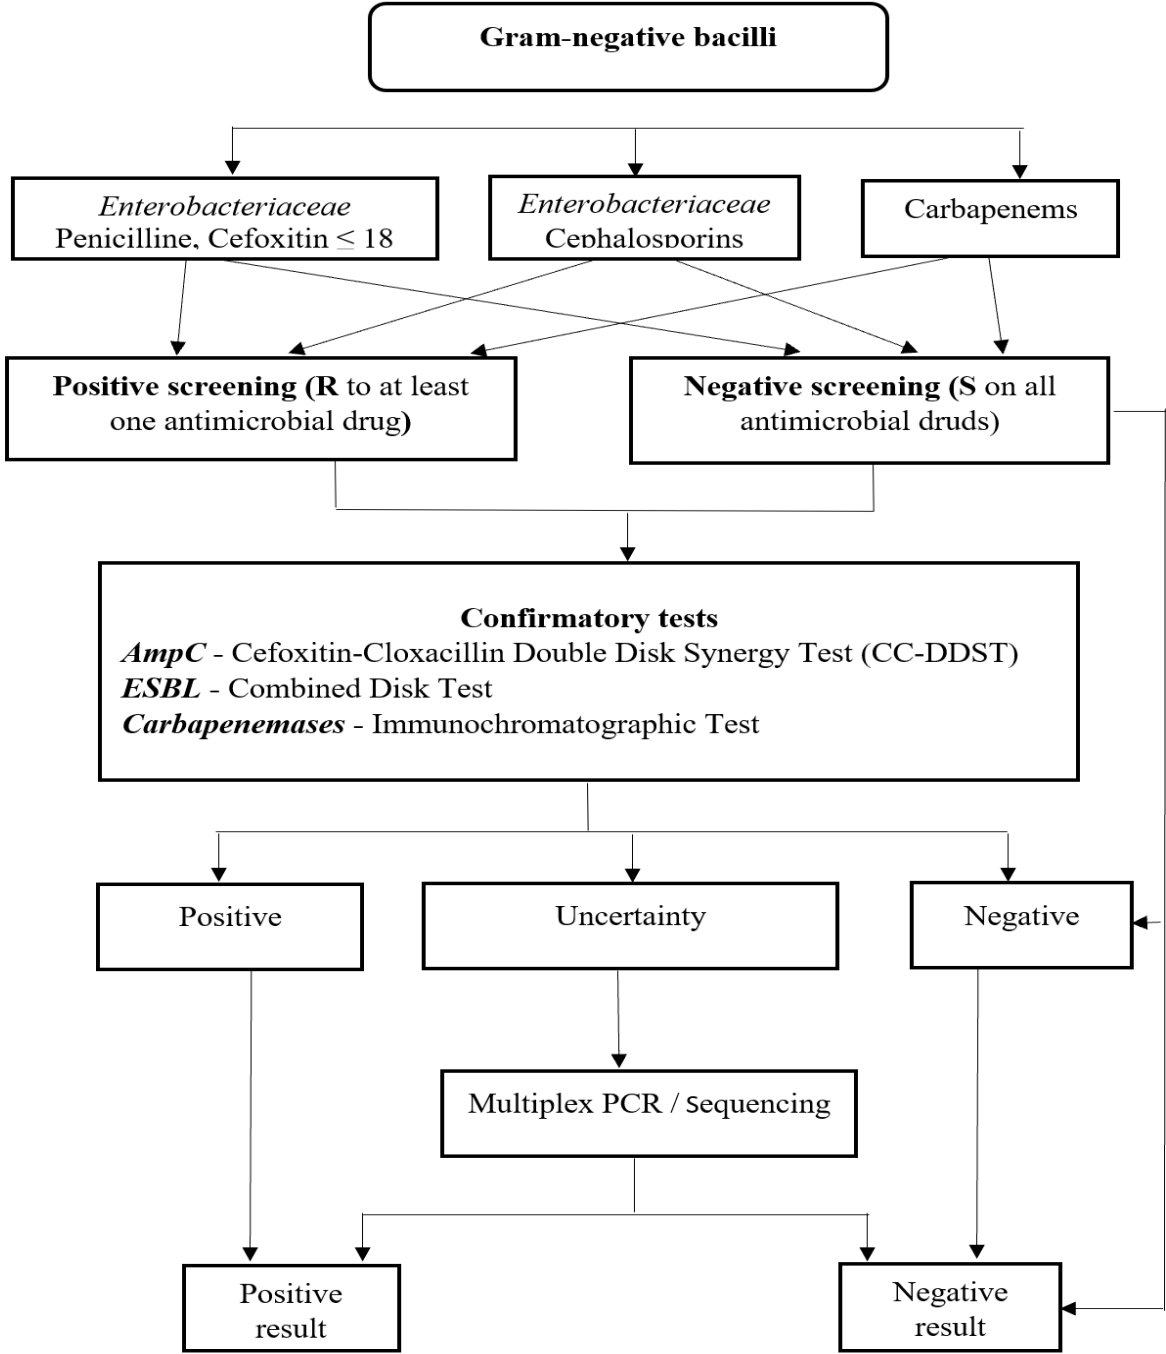 Gram-negative bacilli
Enterobacteriaceae
Penicilline, Cefoxitin ≤ 18
Enterobacteriaceae
Cephalosporins
Carbapenems
Positive screening (R to at least
one antimicrobial drug)
Negative screening (S on all
antimicrobial druds)
Confirmatory tests
AmpC - Cefoxitin-Cloxacillin Double Disk Synergy Test (CC-DDST)
ESBL - Combined Disk Test
Carbapenemases - Immunochromatographic Test
Positive
Uncertainty
Negative
Multiplex PCR / Sequencing
Positive
result
Negative
result